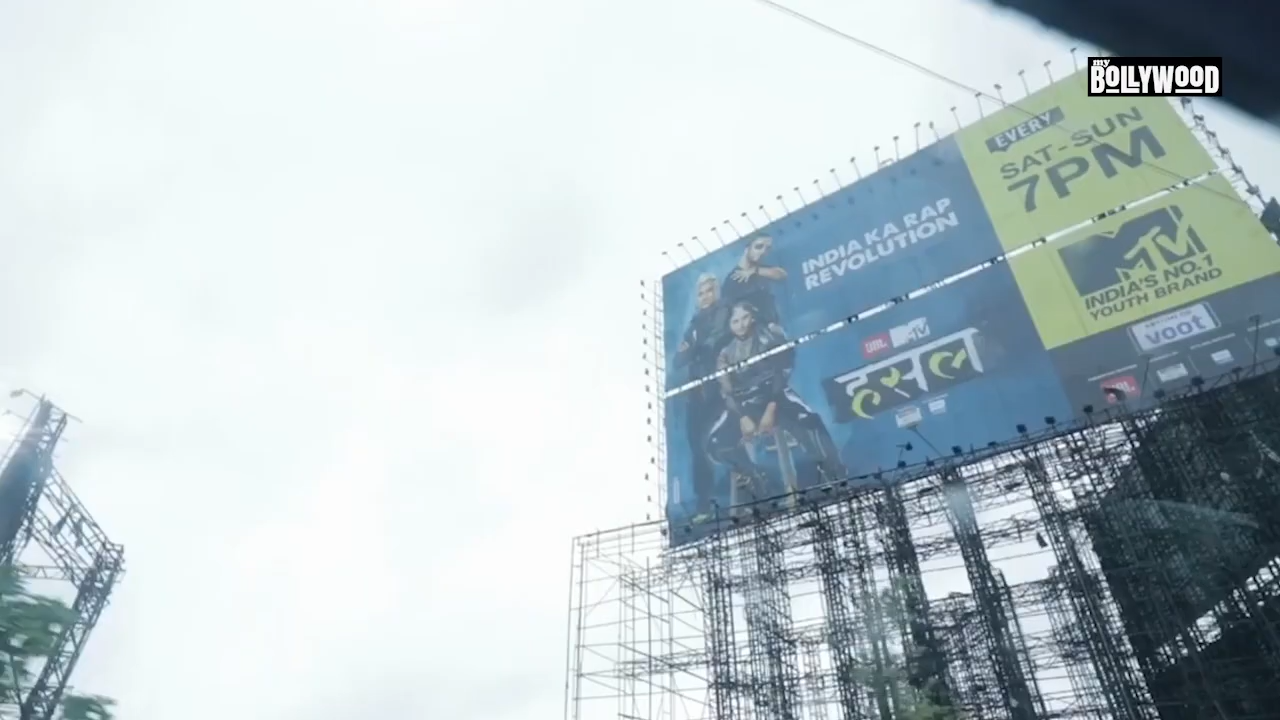 my
BOLLYWOOD
EVERY
SAT-SUN
7PM
INDIA KA RAP
REVOLUTION
MTV
INDIA'S NO.1
YOUTH BRAND
JBL MTV
हसल
voot
JBL